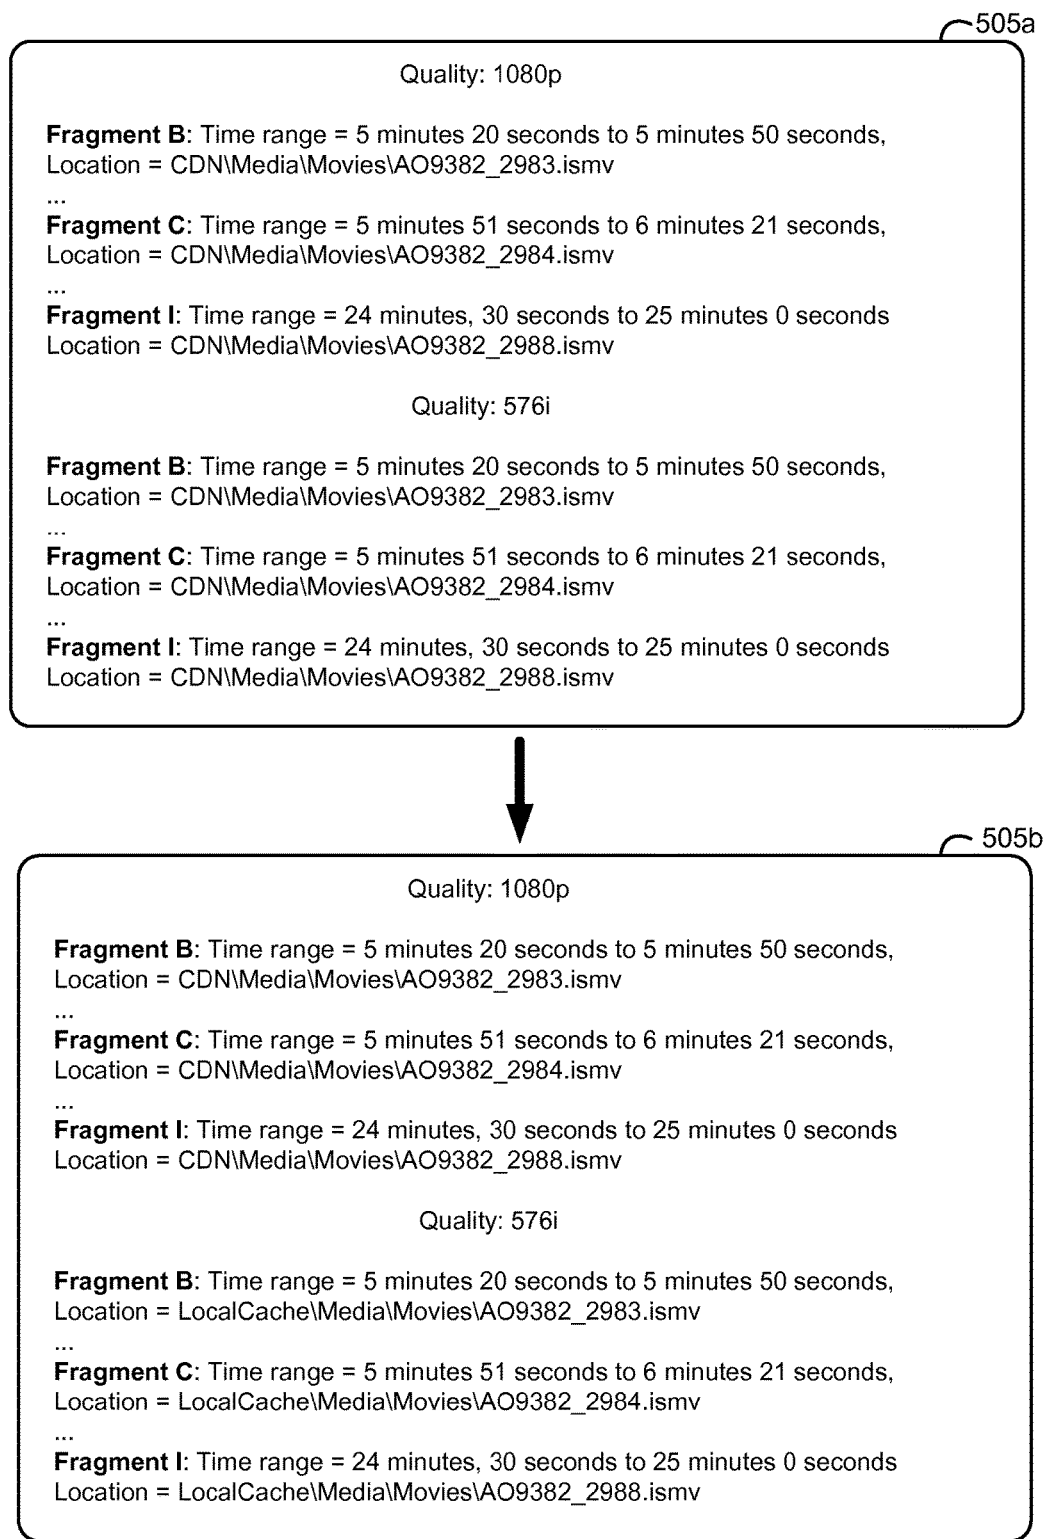 505a
Quality: 1080p
Fragment B: Time range = 5 minutes 20 seconds to 5 minutes 50 seconds,
Location = CDN\Media\Movies\AO9382_2983.ismv
...
Fragment C: Time range = 5 minutes 51 seconds to 6 minutes 21 seconds,
Location = CDN\Media\Movies\AO9382_2984.ismv
...
Fragment I: Time range = 24 minutes, 30 seconds to 25 minutes 0 seconds
Location = CDN\Media\Movies\AO9382_2988.ismv
Quality: 576i
Fragment B: Time range = 5 minutes 20 seconds to 5 minutes 50 seconds,
Location = CDN\Media\Movies\AO9382_2983.ismv
...
Fragment C: Time range = 5 minutes 51 seconds to 6 minutes 21 seconds,
Location = CDN\Media\Movies\AO9382_2984.ismv
...
Fragment I: Time range = 24 minutes, 30 seconds to 25 minutes 0 seconds
Location = CDN\Media\Movies\AO9382_2988.ismv
505b
Quality: 1080p
Fragment B: Time range = 5 minutes 20 seconds to 5 minutes 50 seconds,
Location = CDN\Media\Movies\AO9382_2983.ismv
...
Fragment C: Time range = 5 minutes 51 seconds to 6 minutes 21 seconds,
Location = CDN\Media\Movies\AO9382_2984.ismv
...
Fragment I: Time range = 24 minutes, 30 seconds to 25 minutes 0 seconds
Location = CDN\Media\Movies\AO9382_2988.ismv
Quality: 576i
Fragment B: Time range = 5 minutes 20 seconds to 5 minutes 50 seconds,
Location = LocalCache\Media\Movies\AO9382_2983.ismv
...
Fragment C: Time range = 5 minutes 51 seconds to 6 minutes 21 seconds,
Location = LocalCache\Media\Movies\AO9382_2984.ismv
...
Fragment I: Time range = 24 minutes, 30 seconds to 25 minutes 0 seconds
Location = LocalCache\Media\Movies\AO9382_2988.ismv